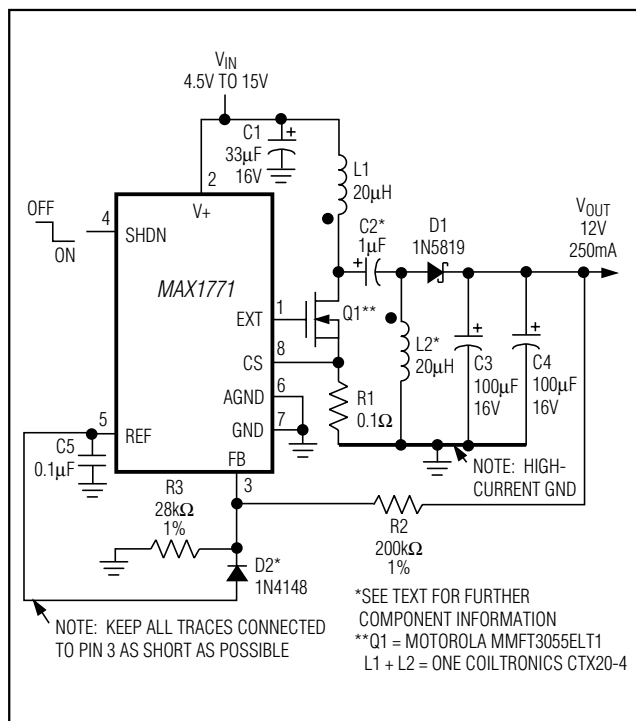 VIN
4.5V TO 15V
C1
33µF
16V
+
L1
20µH
2
V+
OFF
ON
4
SHDN
MAX1771
C2*
1µF
+
D1
1N5819
VOUT
12V
250mA
EXT
1
Q1**
CS
8
L2*
20µH
+
C3
100µF
16V
+
C4
100µF
16V
AGND
6
R1
0.1Ω
GND
7
5
REF
C5
0.1µF
FB
3
NOTE: HIGH-
CURRENT GND
R3
28kΩ
1%
R2
200kΩ
1%
D2*
1N4148
NOTE: KEEP ALL TRACES CONNECTED
TO PIN 3 AS SHORT AS POSSIBLE
*SEE TEXT FOR FURTHER
COMPONENT INFORMATION
**Q1 = MOTOROLA MMFT3055ELT1
L1 + L2 = ONE COILTRONICS CTX20-4